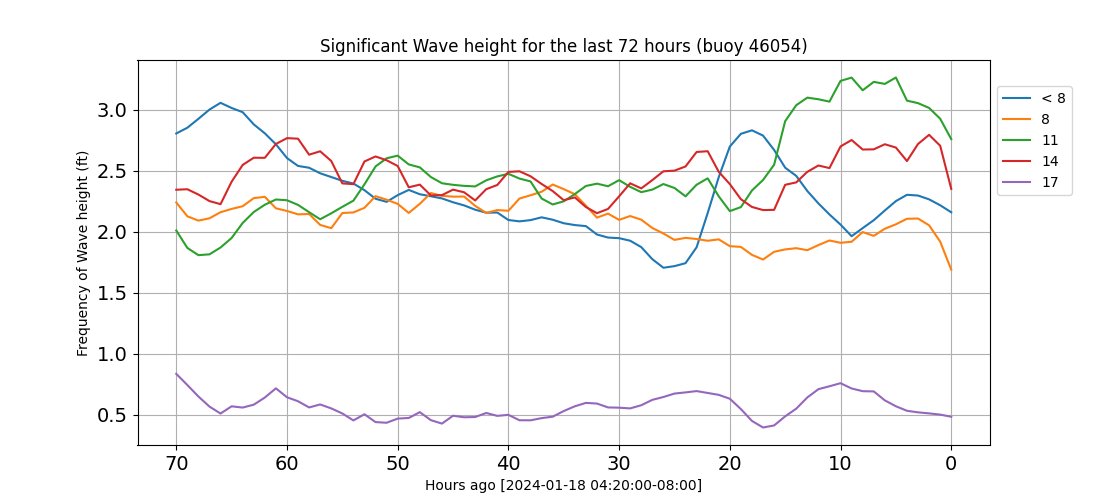 Significant Wave height for the last 72 hours (buoy 46054)
Frequency of Wave height (ft)
3.0
2.5
2.0
1.5
1.0
0.5
70 60 50 40 30 20 10 0
Hours ago [2024-01-18 04:20:00-08:00]
< 8
8
11
14
17